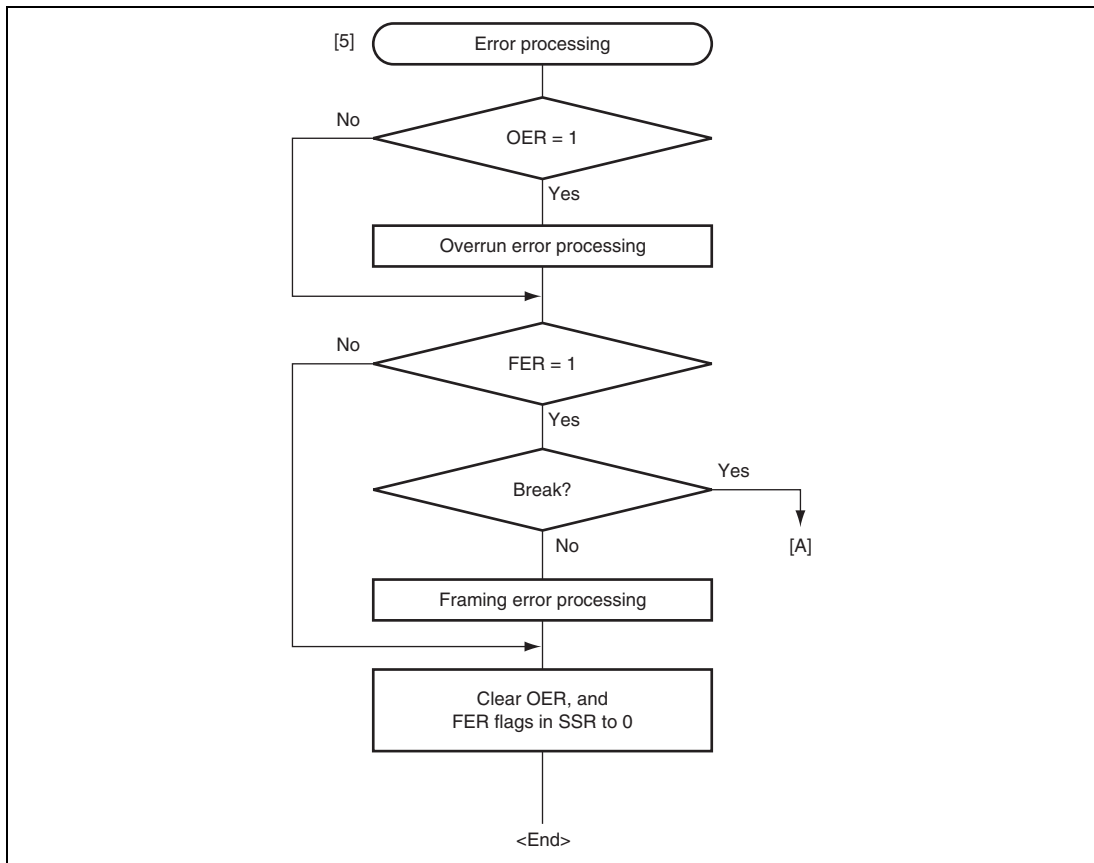 [5]
Error processing
No
OER = 1
Yes
Overrun error processing
No
FER = 1
Yes
Yes
Break?
No
[A]
Framing error processing
Clear OER, and
FER flags in SSR to 0
<End>